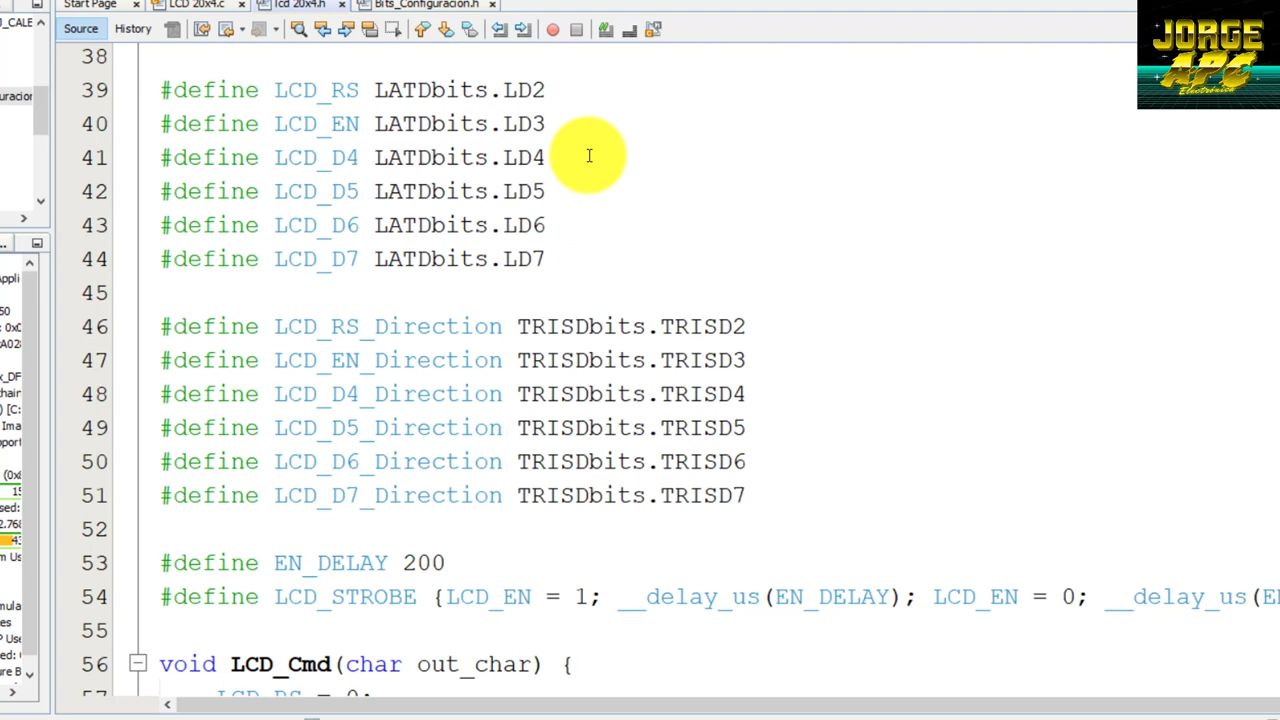 Start Page
LCD 20x4.c
lcd 20x4.h
Bits_Configuracion.h
Source
History
JORGE
APC
Electrónica
38
39 #define LCD_RS LATDbits.LD2
40 #define LCD_EN LATDbits.LD3
41 #define LCD_D4 LATDbits.LD4
42 #define LCD_D5 LATDbits.LD5
43 #define LCD_D6 LATDbits.LD6
44 #define LCD_D7 LATDbits.LD7
45
46 #define LCD_RS_Direction TRISDbits.TRISD2
47 #define LCD_EN_Direction TRISDbits.TRISD3
48 #define LCD_D4_Direction TRISDbits.TRISD4
49 #define LCD_D5_Direction TRISDbits.TRISD5
50 #define LCD_D6_Direction TRISDbits.TRISD6
51 #define LCD_D7_Direction TRISDbits.TRISD7
52
53 #define EN_DELAY 200
54 #define LCD_STROBE {LCD_EN = 1; __delay_us(EN_DELAY); LCD_EN = 0; __delay_us(E
55
56 void LCD_Cmd(char out_char) {
57 LCD_RS = 0;